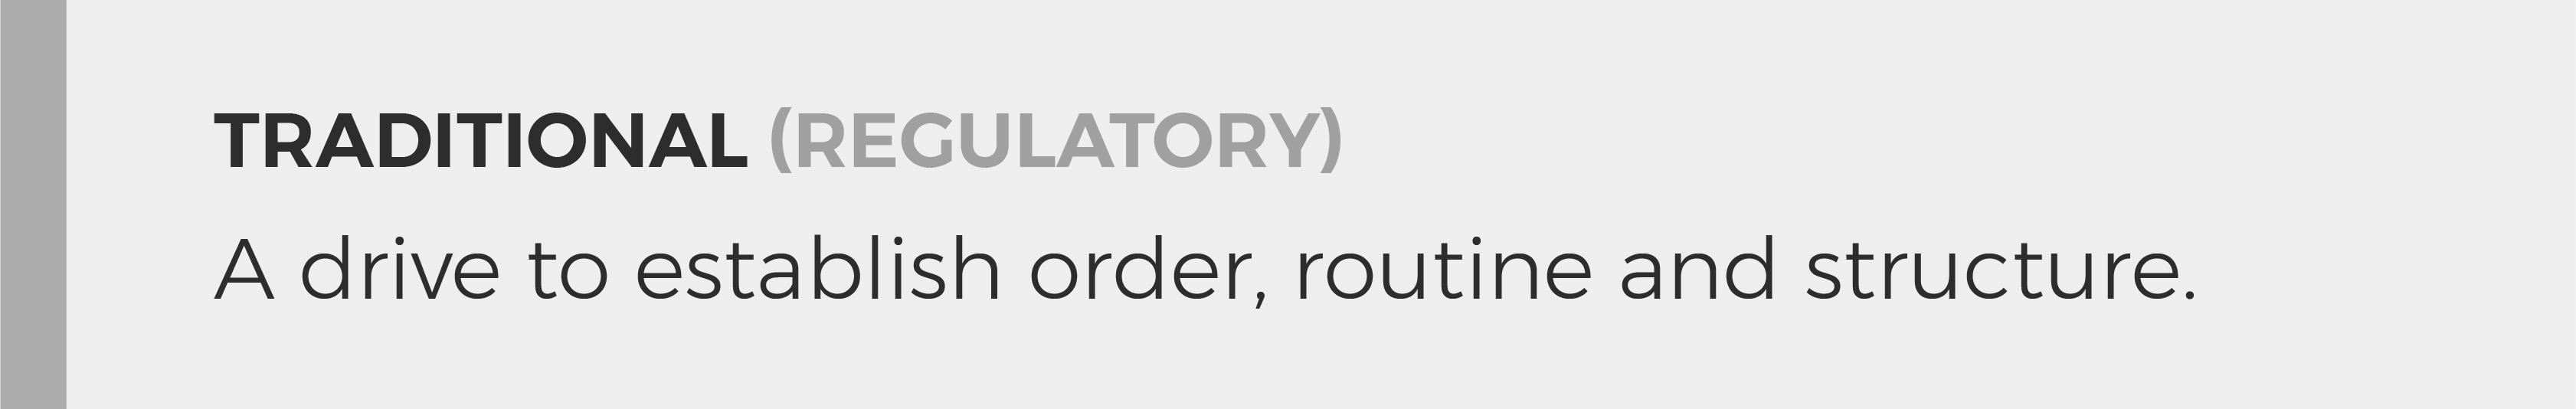 TRADITIONAL (REGULATORY)
A drive to establish order, routine and structure.